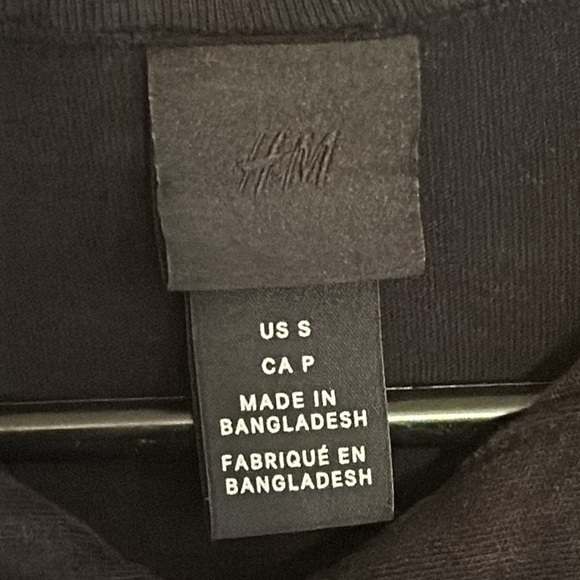 H&M
US S
CA P
MADE IN
BANGLADESH
FABRIQUÉ EN
BANGLADESH